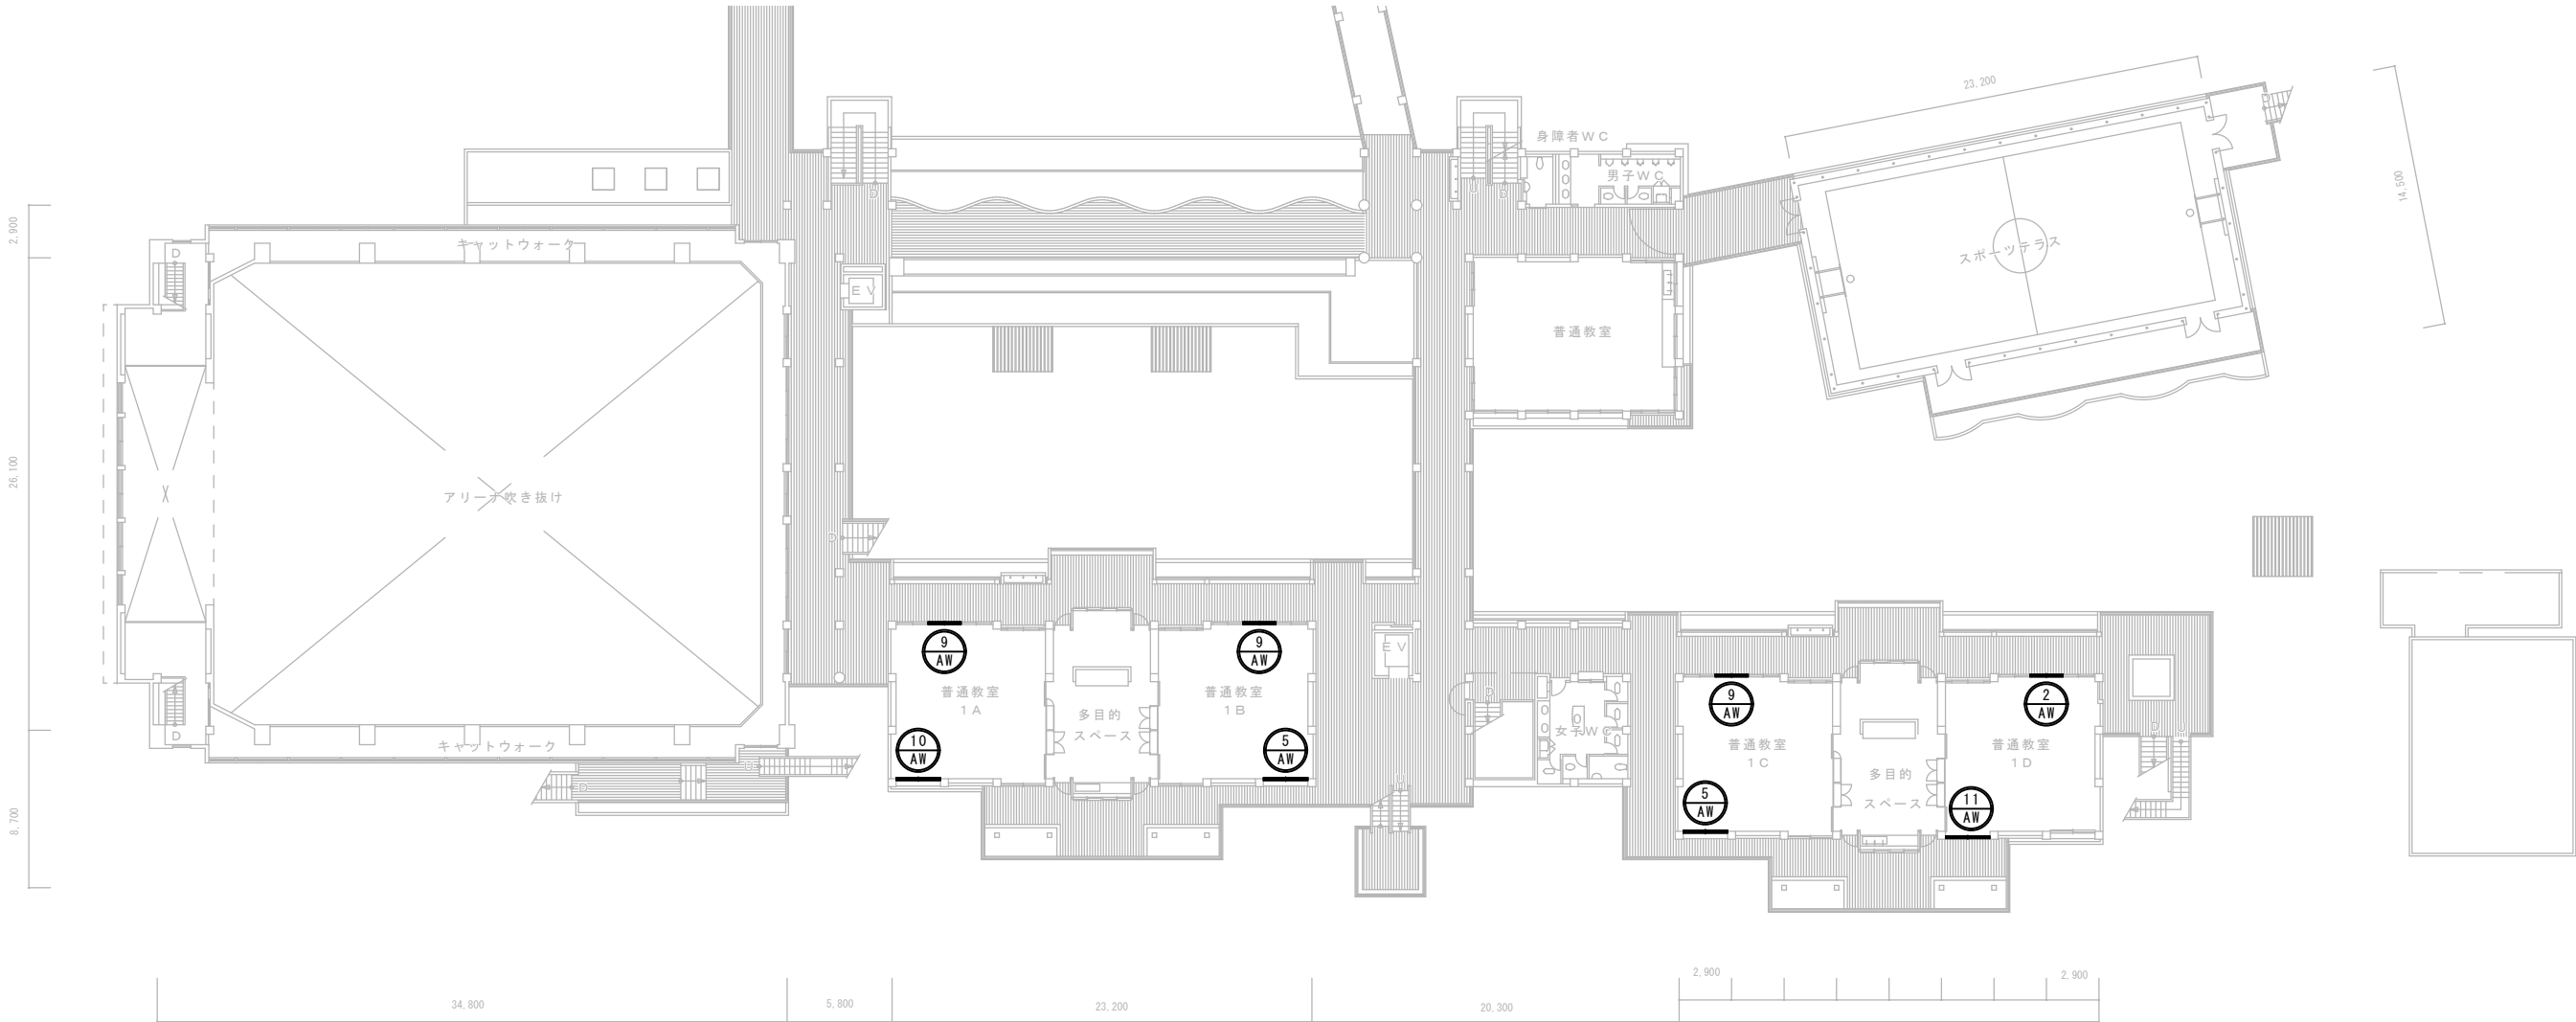 23,200
14,500
身障者WC
男子WC
U
D
D
D
2,900
キャットウォーク
D
スポーツテラス
EV
普通教室
26,100
アリーナ吹き抜け
D
9
AW
9
AW
EV
普通教室
1A
普通教室
1B
多目的
スペース
9
AW
2
AW
D
女子WC
10
AW
5
AW
D
キャットウォーク
普通教室
1C
普通教室
1D
D
U
U
D
U
多目的
スペース
5
AW
11
AW
8,700
2,900
2,900
34,800
5,800
23,200
20,300